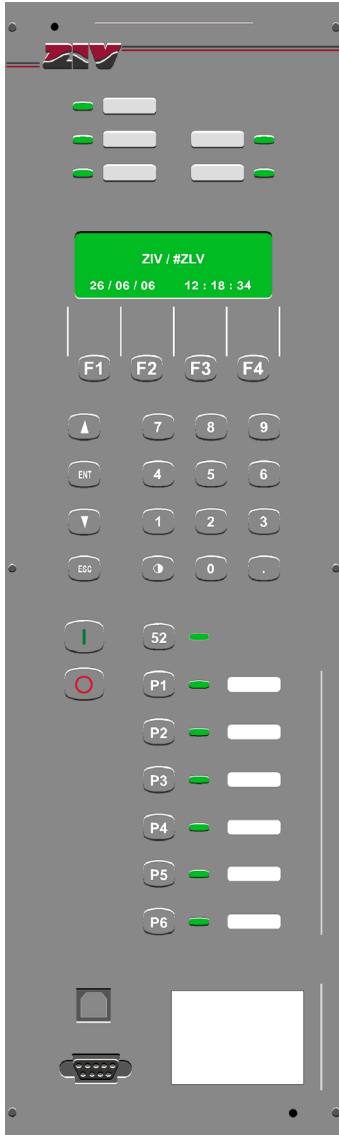 ZIV
ZIV / #ZLV
26 / 06 / 06 12 : 18 : 34
F1 F2 F3 F4
7 8 9
ENT 4 5 6
1 2 3
ESC 0 .
52
P1
P2
P3
P4
P5
P6